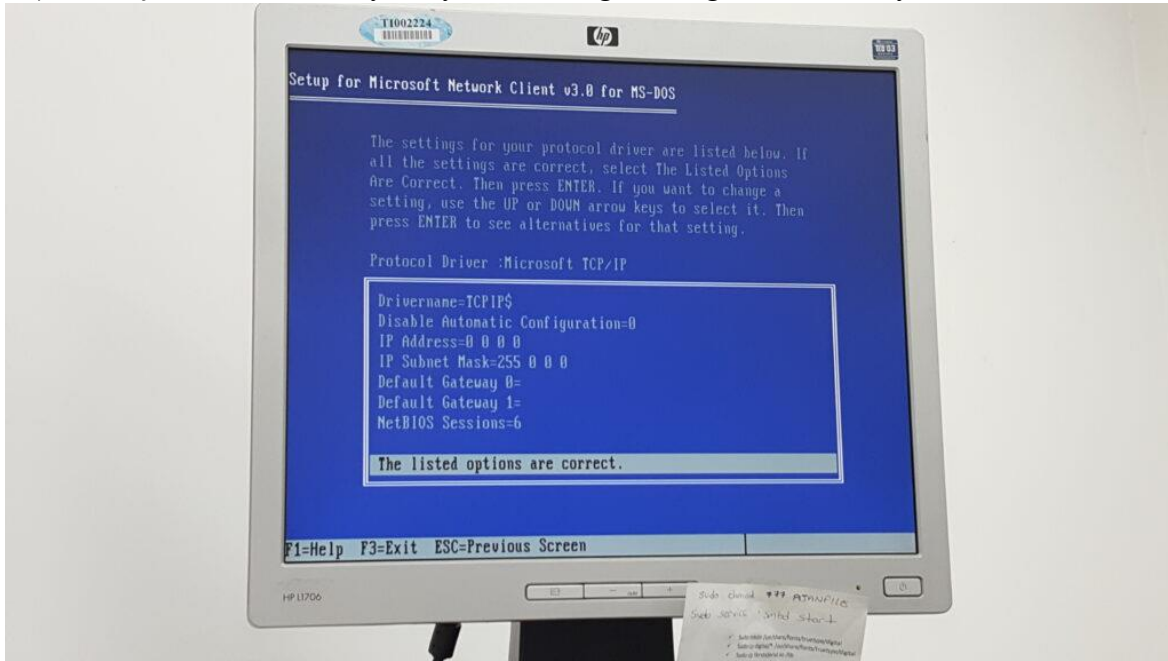 TI002224
hp
Setup for Microsoft Network Client v3.0 for MS-DOS
The settings for your protocol driver are listed below. If
all the settings are correct, select The Listed Options
Are Correct. Then press ENTER. If you want to change a
setting, use the UP or DOWN arrow keys to select it. Then
press ENTER to see alternatives for that setting.
Protocol Driver :Microsoft TCP/IP
Drivername=TCPIP$
Disable Automatic Configuration=0
IP Address=0 0 0 0
IP Subnet Mask=255 0 0 0
Default Gateway 0=
Default Gateway 1=
NetBIOS Sessions=6
The listed options are correct.
F1=Help F3=Exit ESC=Previous Screen
HP L1706
Sudo
Sudo start